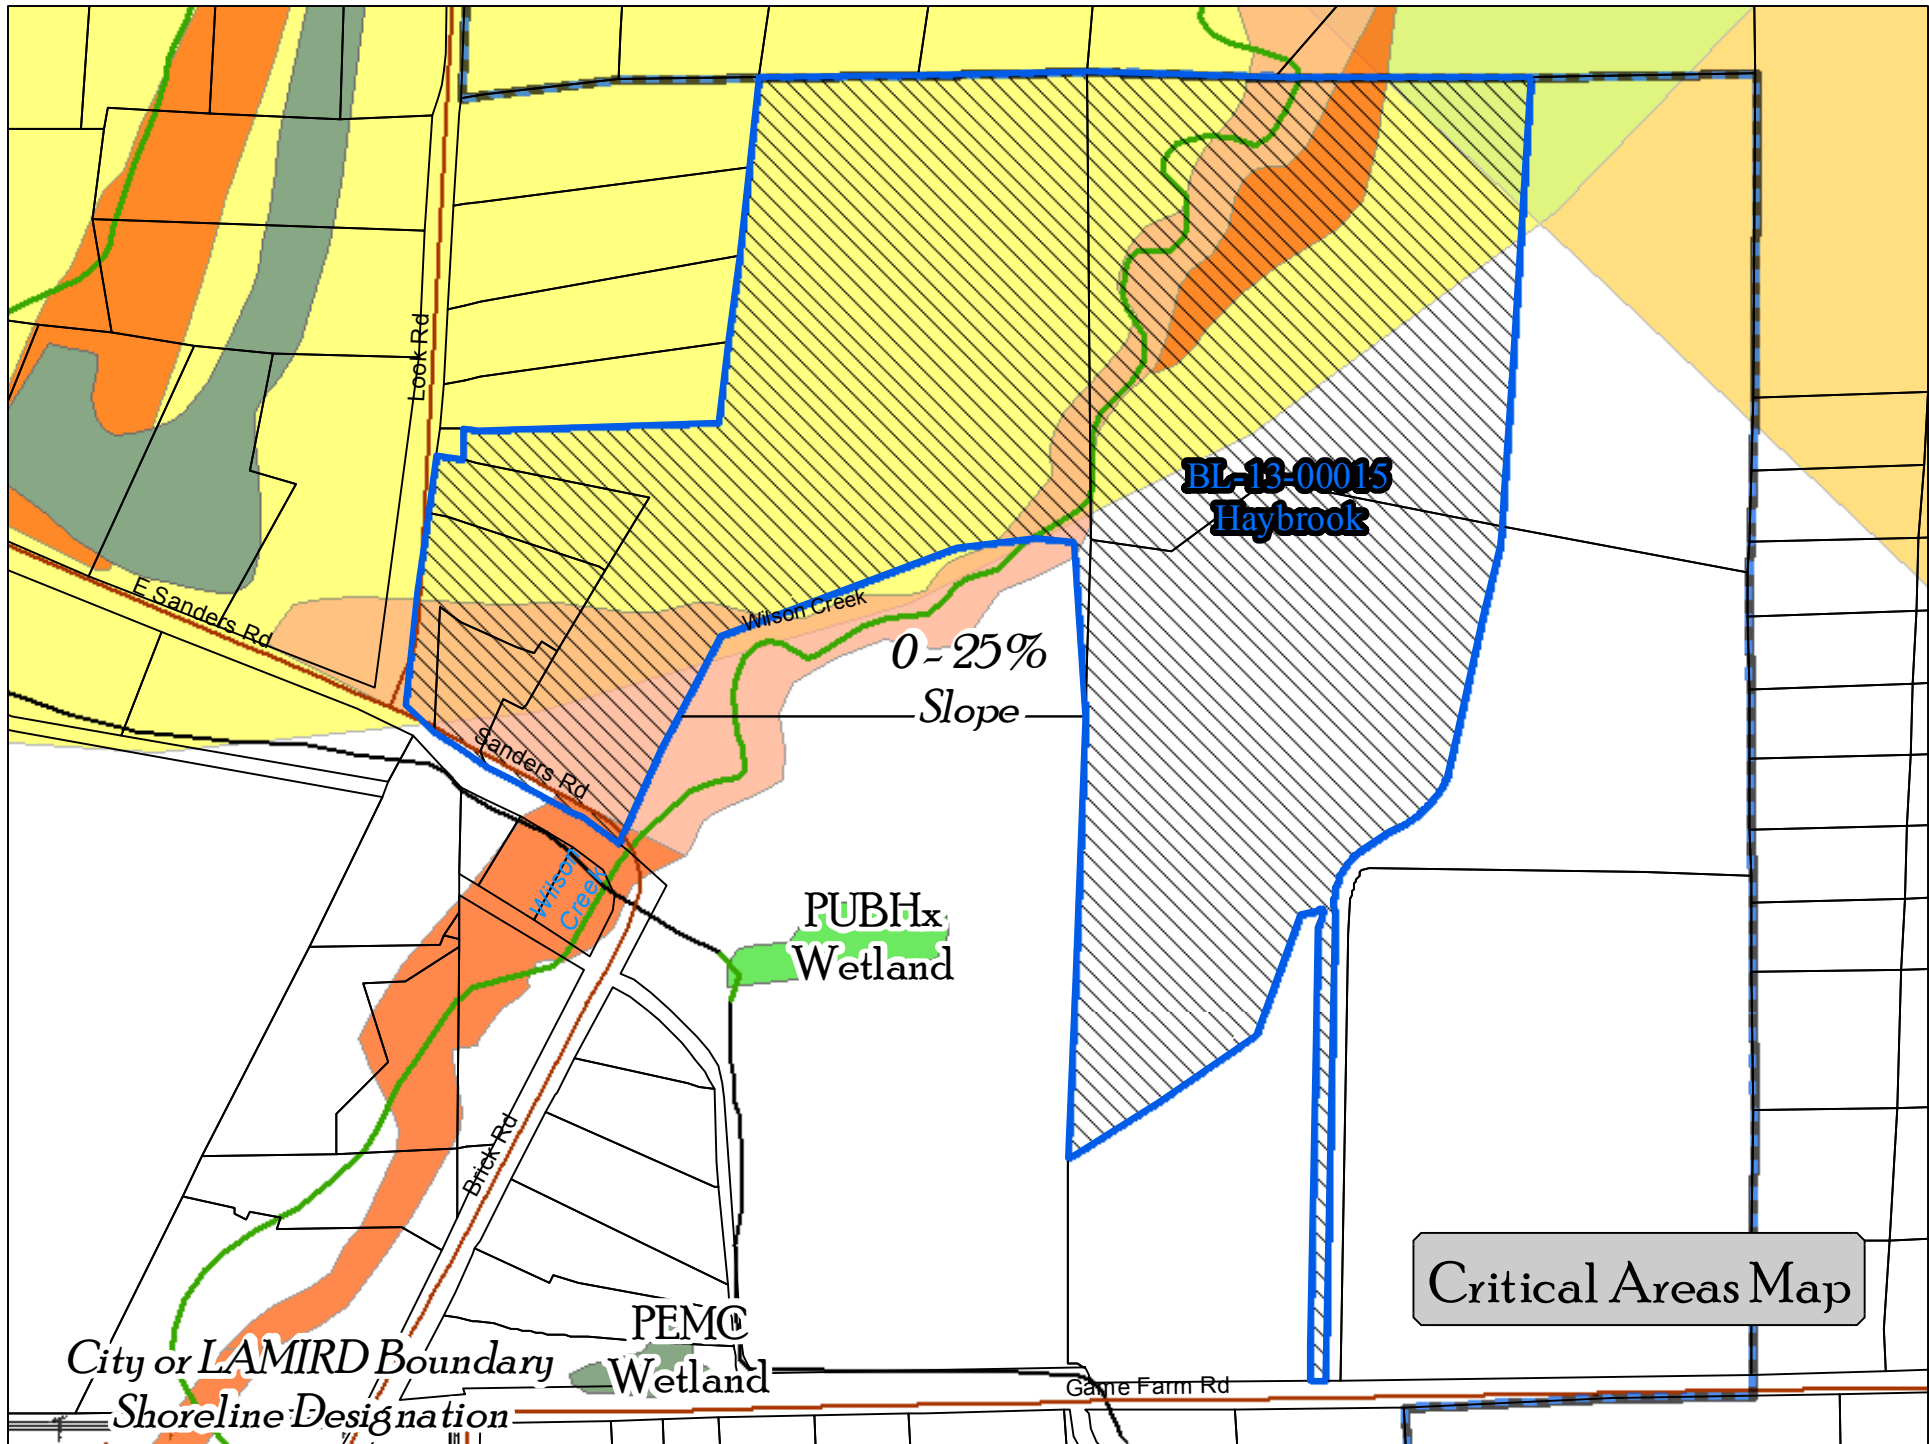 Look Rd
BL-13-00015
Haybrook
E Sanders Rd
Wilson Creek
0 - 25%
Slope
Sanders Rd
Wilson
Creek
PUBHx
Wetland
Brick Rd
Critical Areas Map
PEMC
Wetland
City or LAMIRD Boundary
Shoreline Designation
Game Farm Rd